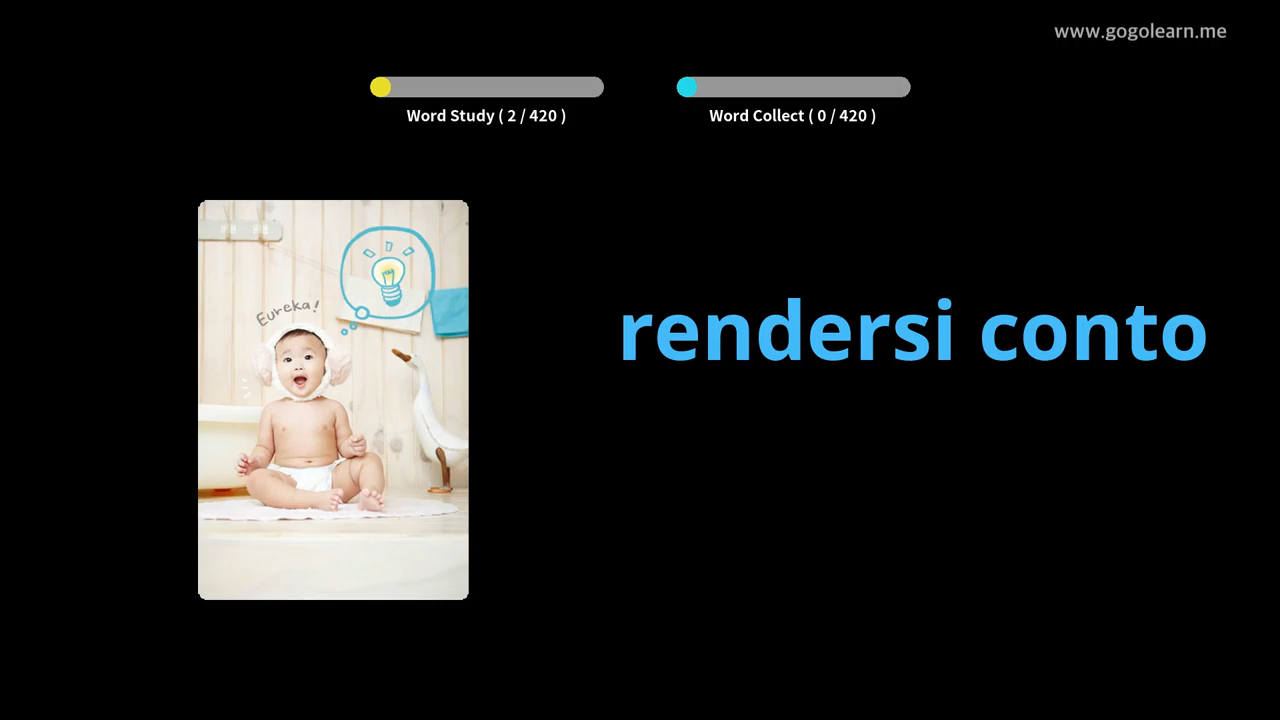 www.gogolearn.me
Word Study ( 2 / 420 )
Word Collect ( 0 / 420 )
Eureka!
rendersi conto